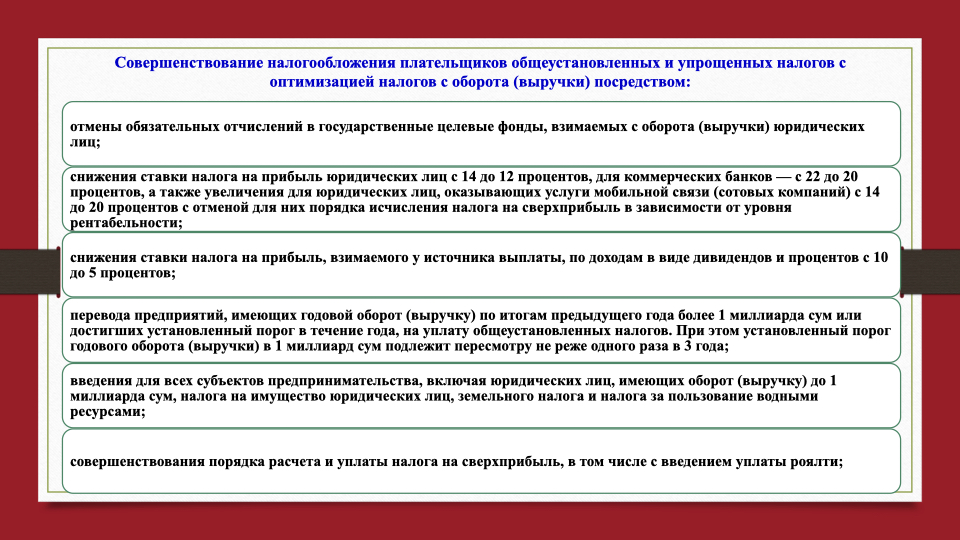 Совершенствование налогообложения плательщиков общеустановленных и упрощенных налогов с
оптимизацией налогов с оборота (выручки) посредством:
отмены обязательных отчислений в государственные целевые фонды, взимаемых с оборота (выручки) юридических
лиц;
снижения ставки налога на прибыль юридических лиц с 14 до 12 процентов, для коммерческих банков — с 22 до 20
процентов, а также увеличения для юридических лиц, оказывающих услуги мобильной связи (сотовых компаний) с 14
до 20 процентов с отменой для них порядка исчисления налога на сверхприбыль в зависимости от уровня
рентабельности;
снижения ставки налога на прибыль, взимаемого у источника выплаты, по доходам в виде дивидендов и процентов с 10
до 5 процентов;
перевода предприятий, имеющих годовой оборот (выручку) по итогам предыдущего года более 1 миллиарда сум или
достигших установленный порог в течение года, на уплату общеустановленных налогов. При этом установленный порог
годового оборота (выручки) в 1 миллиард сум подлежит пересмотру не реже одного раза в 3 года;
введения для всех субъектов предпринимательства, включая юридических лиц, имеющих оборот (выручку) до 1
миллиарда сум, налога на имущество юридических лиц, земельного налога и налога за пользование водными
ресурсами;
совершенствования порядка расчета и уплаты налога на сверхприбыль, в том числе с введением уплаты роялти;